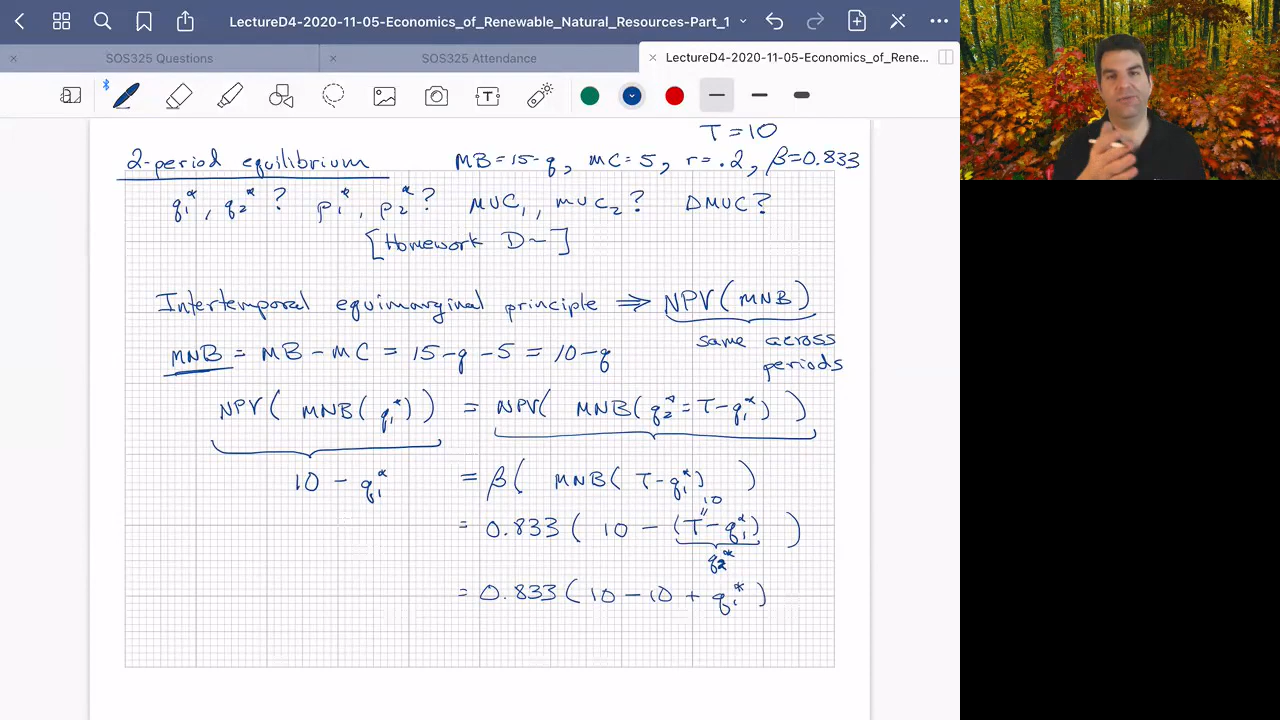 LectureD4-2020-11-05-Economics_of_Renewable_Natural_Resources-Part_1
SOS325 Questions
SOS325 Attendance
LectureD4-2020-11-05-Economics_of_Rene...
T = 10
2-period equilibrium MB = 15-q, MC = 5, r = .2, β = 0.833
q₁*, q₂* ? p₁*, p₂* ? MUC₁, MUC₂ ? ΔMUC?
[Homework D~]
Intertemporal equimarginal principle ⇒ NPV(MNB)
same across
periods
MNB = MB - MC = 15-q - 5 = 10-q
NPV( MNB( q₁* ) ) = NPV( MNB( q₂* = T-q₁* ) )
10 - q₁* = β( MNB( T-q₁* ) )
10
"
= 0.833( 10 - (T - q₁*) )
q₂*
= 0.833( 10 - 10 + q₁* )